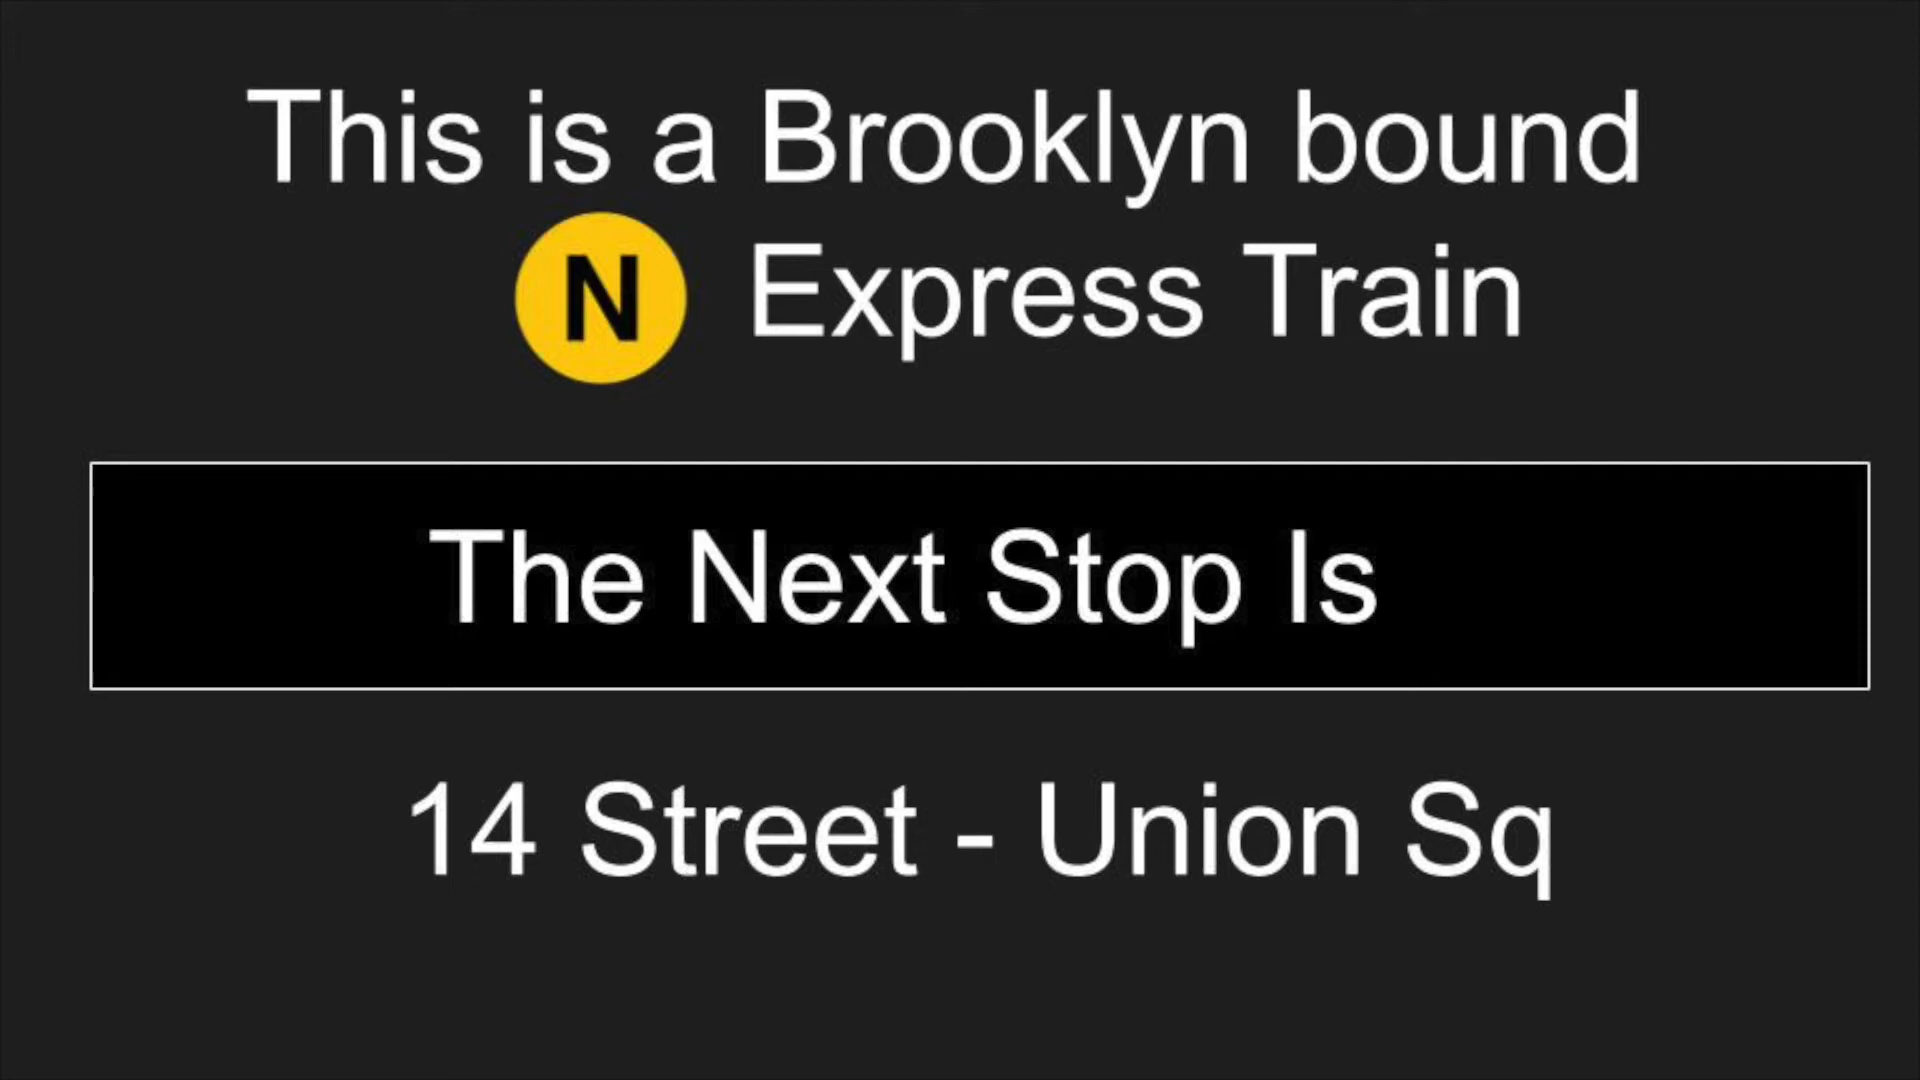 This is a Brooklyn bound
N Express Train
The Next Stop Is
14 Street - Union Sq